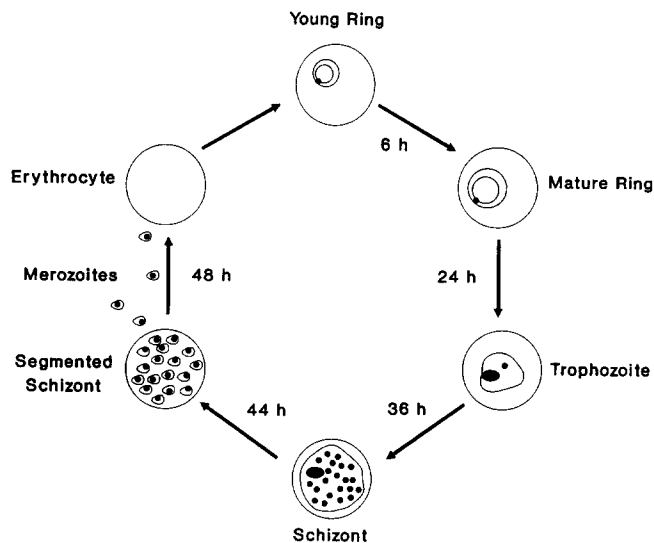 Young Ring
6 h
Erythrocyte
Mature Ring
Merozoites
48 h
24 h
Segmented
Schizont
Trophozoite
44 h
36 h
Schizont